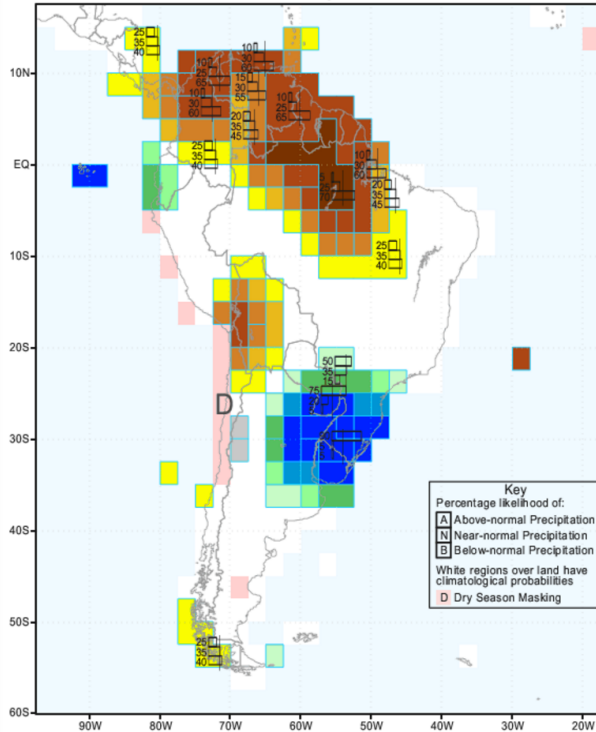 25
35
40
10
30
60
10N
10
25
65
15
30
55
10
30
60
10
25
65
20
35
45
25
35
40
10
30
60
EQ
5
25
70
20
35
45
25
35
40
10S
20S
50
35
15
75
D
30S
Key
Percentage likelihood of:
A Above-normal Precipitation
N Near-normal Precipitation
B Below-normal Precipitation
White regions over land have
climatological probabilities
D Dry Season Masking
40S
50S
25
35
40
60S
90W 80W 70W 60W 50W 40W 30W 20W